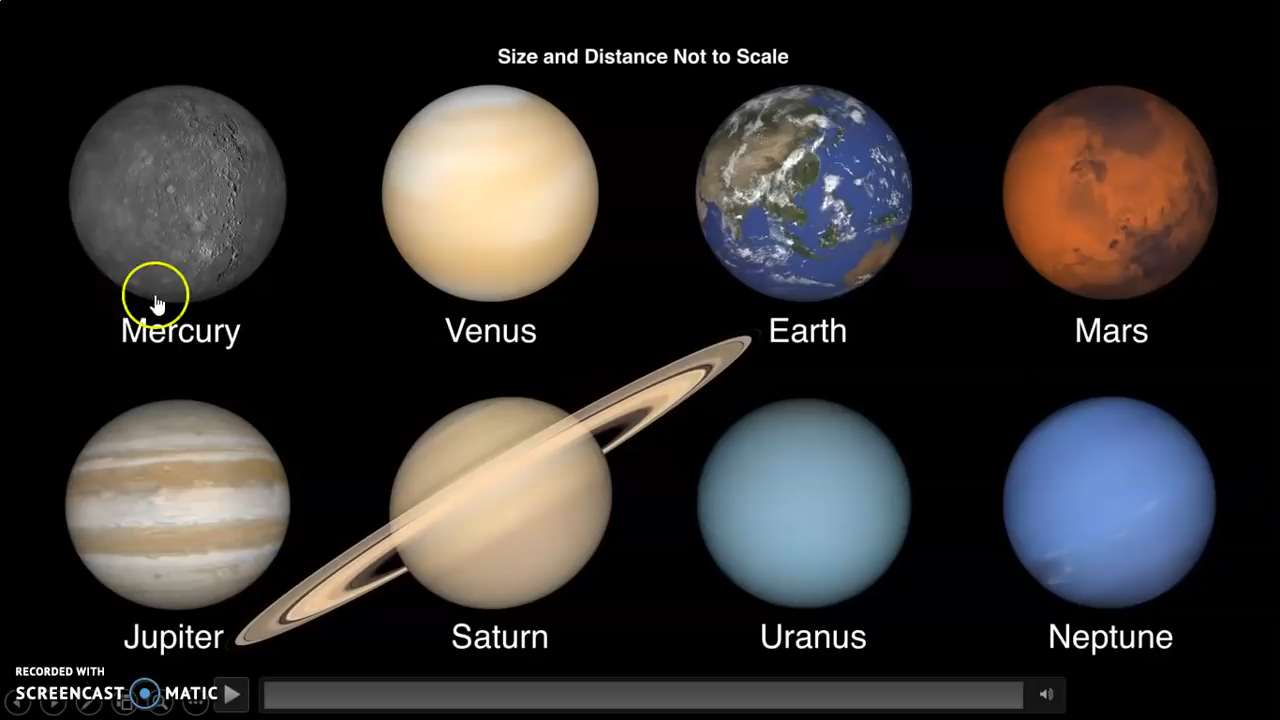 Size and Distance Not to Scale
Mercury Venus Earth Mars
Jupiter Saturn Uranus Neptune
RECORDED WITH
SCREENCAST MATIC